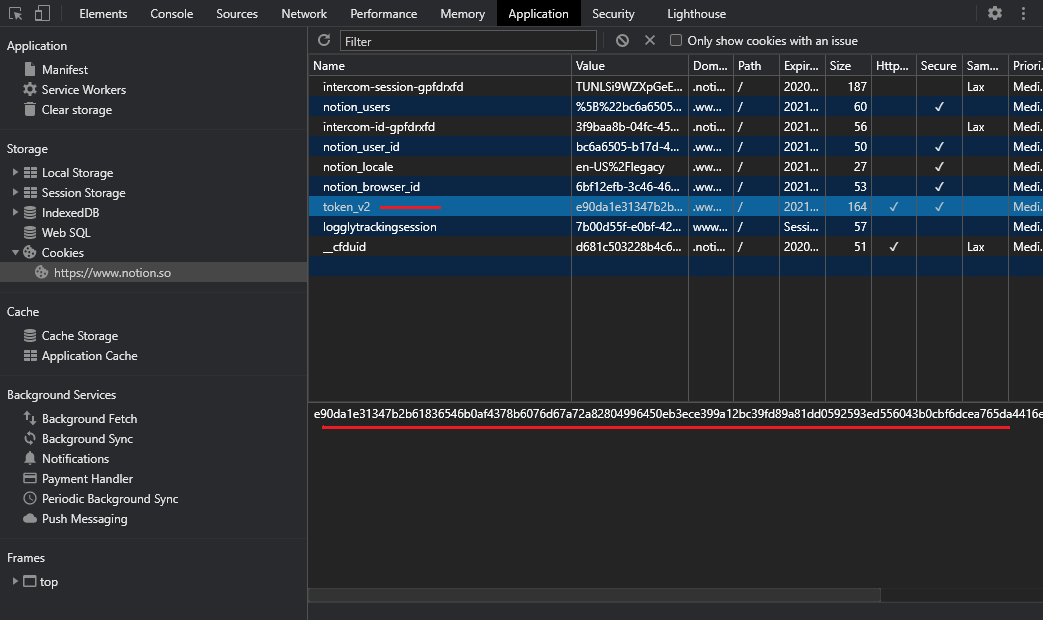 Elements Console Sources Network Performance Memory Application Security Lighthouse
Application
Manifest
Service Workers
Clear storage
Storage
Local Storage
Session Storage
IndexedDB
Web SQL
Cookies
https://www.notion.so
Cache
Cache Storage
Application Cache
Background Services
Background Fetch
Background Sync
Notifications
Payment Handler
Periodic Background Sync
Push Messaging
Frames
top
Filter Only show cookies with an issue
Name Value Dom... Path Expir... Size Http... Secure Sam... Priori...
intercom-session-gpfdrxfd TUNLSi9WZXpGeE... .noti... / 2020... 187 Lax Medi...
notion_users %5B%22bc6a6505... .ww... / 2021... 60 ✓ Medi...
intercom-id-gpfdrxfd 3f9baa8b-04fc-45... .noti... / 2021... 56 Lax Medi...
notion_user_id bc6a6505-b17d-4... .ww... / 2021... 50 ✓ Medi...
notion_locale en-US%2Flegacy .ww... / 2021... 27 ✓ Medi...
notion_browser_id 6bf12efb-3c46-46... .ww... / 2021... 53 ✓ Medi...
token_v2 e90da1e31347b2b... .ww... / 2021... 164 ✓ ✓ Medi...
logglytrackingsession 7b00d55f-e0bf-42... www... / Sessi... 57 Medi...
__cfduid d681c503228b4c6... .noti... / 2020... 51 ✓ Lax Medi...
e90da1e31347b2b61836546b0af4378b6076d67a72a82804996450eb3ece399a12bc39fd89a81dd0592593ed556043b0cbf6dcea765da4416e